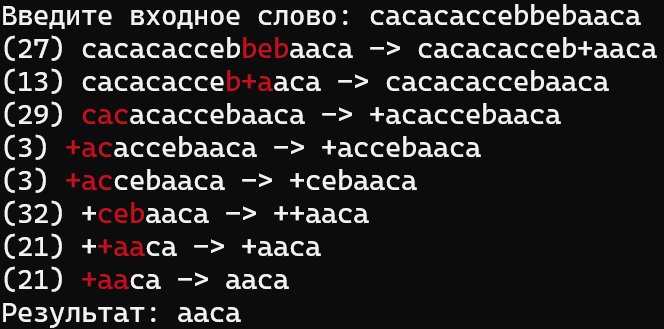 Введите входное слово: cacacaccebbebaaca
(27) cacacaccebbebaaca –> cacacacceb+aaca
(13) cacacacceb+aaca –> cacacaccebaaca
(29) cacacaccebaaca –> +acaccebaaca
(3) +acaccebaaca –> +accebaaca
(3) +accebaaca –> +cebaaca
(32) +cebaaca –> ++aaca
(21) ++aaca –> +aaca
(21) +aaca –> aaca
Результат: aaca